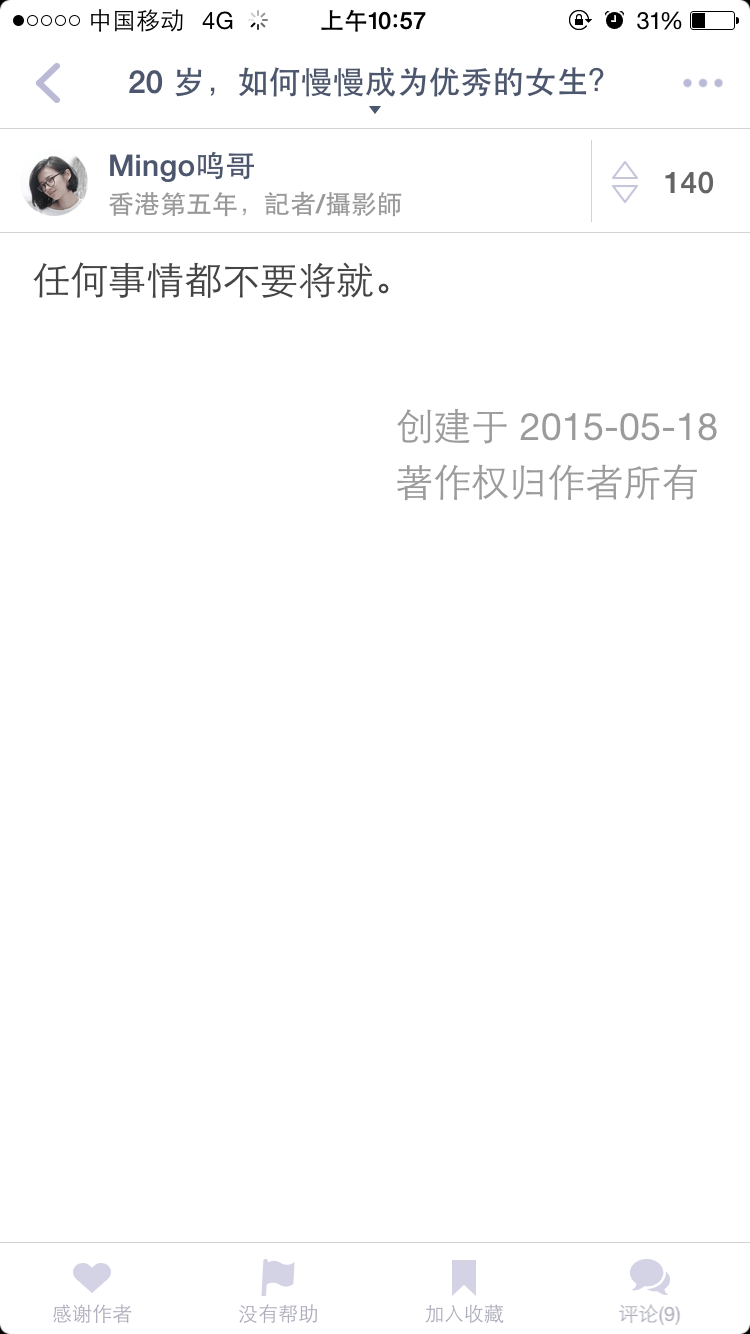 中国移动 4G 上午10:57 31%
20 岁，如何慢慢成为优秀的女生？
Mingo鸣哥
香港第五年，記者/攝影師
140
任何事情都不要将就。
创建于 2015-05-18
著作权归作者所有
感谢作者 没有帮助 加入收藏 评论(9)